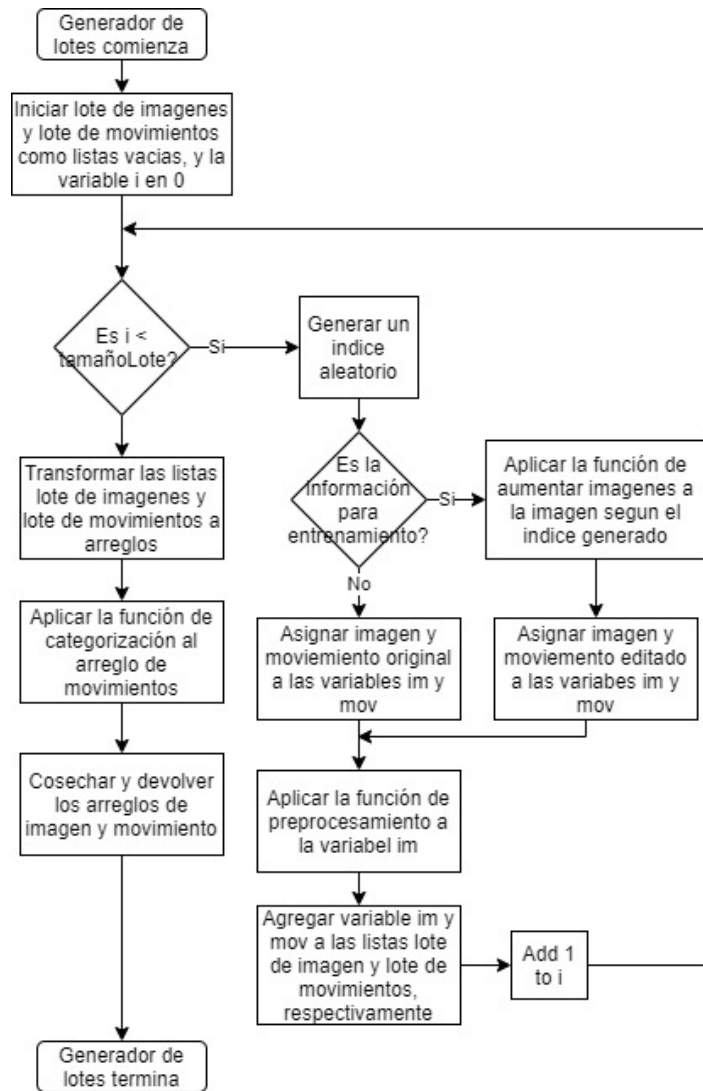 Generador de
lotes comienza
Iniciar lote de imagenes
y lote de movimientos
como listas vacias, y la
variable i en 0
Es i <
tamañoLote?
Si
Generar un
indice
aleatorio
Es la
información
para
entrenamiento?
Si
Aplicar la función de
aumentar imagenes a
la imagen segun el
indice generado
No
Transformar las listas
lote de imagenes y
lote de movimientos a
arreglos
Asignar imagen y
moviemiento original
a las variables im y
mov
Asignar imagen y
moviemento editado
a las variabes im y
mov
Aplicar la función de
categorización al
arreglo de
movimientos
Aplicar la función de
preprocesamiento a
la variabel im
Cosechar y devolver
los arreglos de
imagen y movimiento
Agregar variable im y
mov a las listas lote
de imagen y lote de
movimientos,
respectivamente
Add 1
to i
Generador de
lotes termina